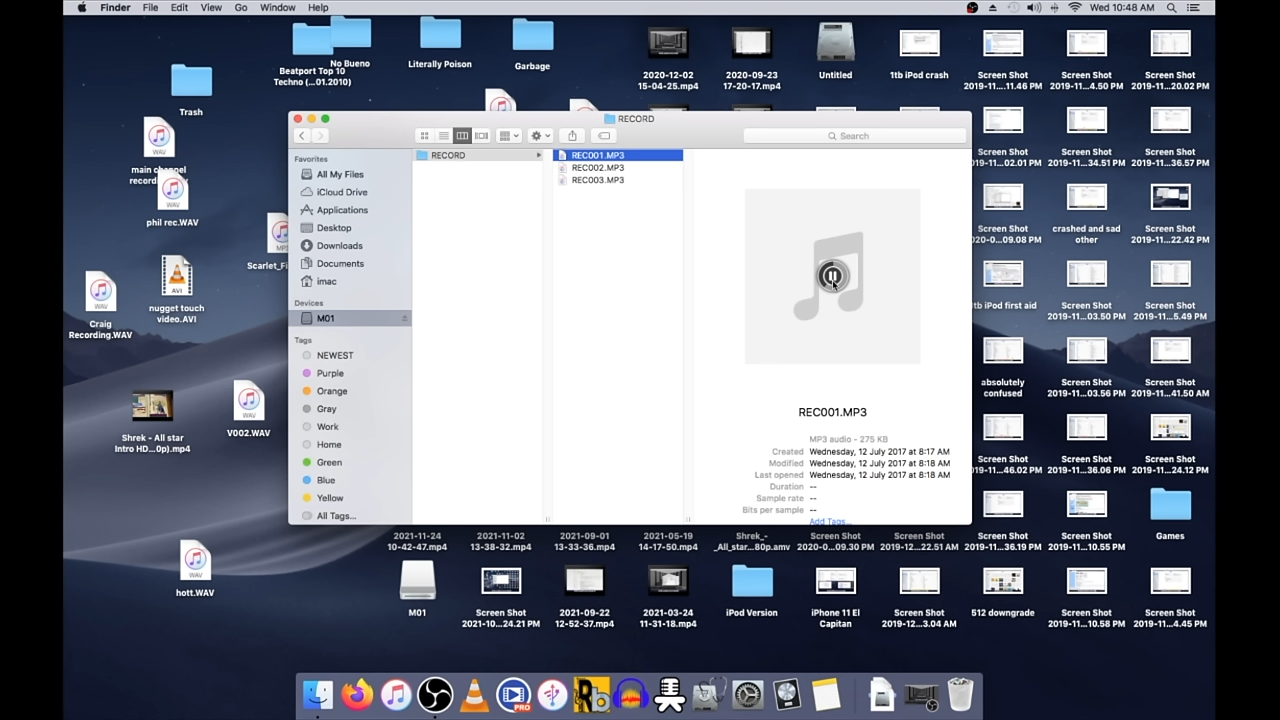 Finder File Edit View Go Window Help
Wed 10:48 AM
No Bueno
Beatport Top 10
Techno (...01.2010)
Literally Poison
Garbage
2020-12-02
15-04-25.mp4
2020-09-23
17-20-17.mp4
Untitled
1tb iPod crash
Screen Shot
2019-11....11.46 PM
Screen Shot
2019-11...4.50 PM
Screen Shot
2019-11...20.02 PM
Trash
main channel
phil rec.WAV
nugget touch
video.AVI
Craig
Recording.WAV
Shrek - All star
Intro HD...0p).mp4
V002.WAV
hott.WAV
RECORD
Search
Favorites
All My Files
iCloud Drive
Applications
Desktop
Downloads
Documents
imac
Devices
M01
Tags
NEWEST
Purple
Orange
Gray
Work
Home
Green
Blue
Yellow
All Tags...
RECORD
REC001.MP3
REC002.MP3
REC003.MP3
REC001.MP3
MP3 audio - 275 KB
Created Wednesday, 12 July 2017 at 8:17 AM
Modified Wednesday, 12 July 2017 at 8:18 AM
Last opened Wednesday, 12 July 2017 at 8:18 AM
Duration --
Sample rate --
Bits per sample --
Add Tags...
Screen Shot
2019-11...34.51 PM
Screen Shot
2019-11...36.57 PM
crashed and sad
other
Screen Shot
2019-11...22.42 PM
1tb iPod first aid
Screen Shot
2019-11...03.50 PM
Screen Shot
2019-11...5.49 PM
absolutely
confused
Screen Shot
2019-11...03.56 PM
Screen Shot
2019-11...41.50 AM
Screen Shot
2019-11...46.02 PM
Screen Shot
2019-11...36.06 PM
Screen Shot
2019-11...24.12 PM
2021-11-24
10-42-47.mp4
2021-11-02
13-38-32.mp4
2021-09-01
13-33-36.mp4
2021-05-19
14-17-50.mp4
Shrek_-
_All_star...80p.amv
Screen Shot
2020-0...09.30 PM
Screen Shot
2019-12...22.51 AM
Screen Shot
2019-11...36.19 PM
Screen Shot
2019-11...10.55 PM
Games
M01
Screen Shot
2021-10...24.21 PM
2021-09-22
12-52-37.mp4
2021-03-24
11-31-18.mp4
iPod Version
iPhone 11 El
Capitan
Screen Shot
2019-12...3.04 AM
512 downgrade
Screen Shot
2019-11...10.58 PM
Screen Shot
2019-11...4.45 PM
PRO